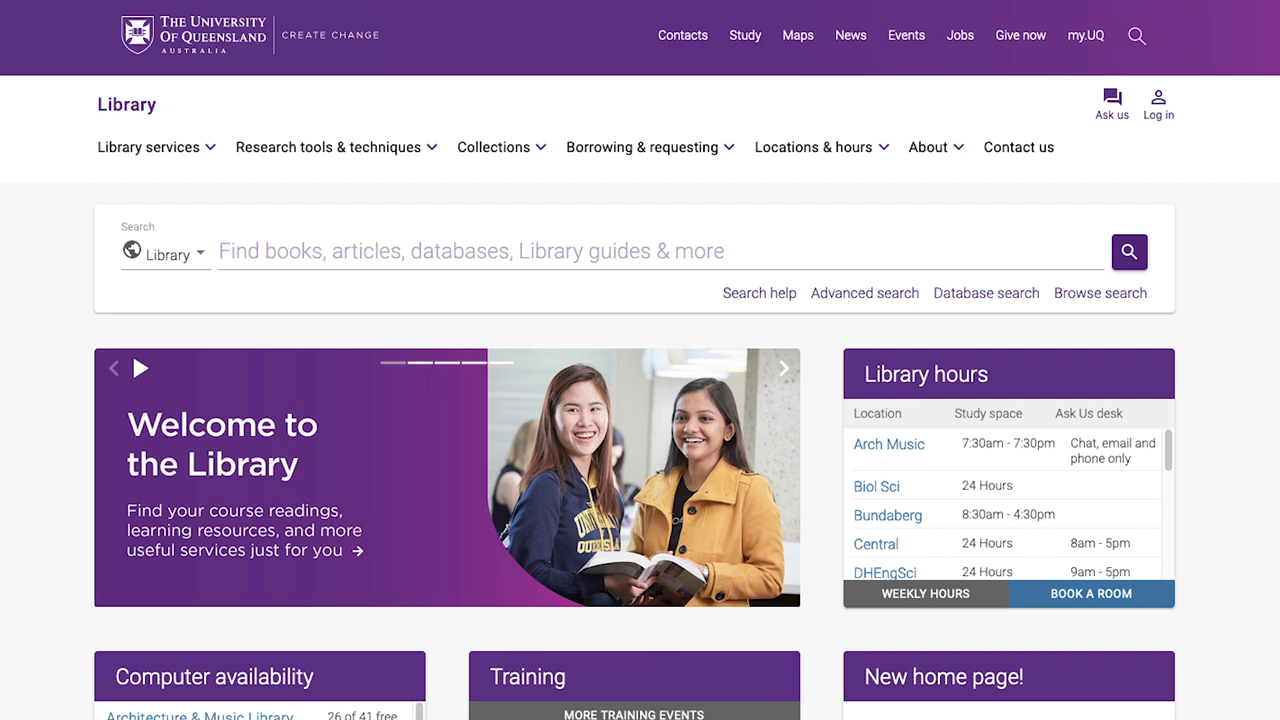 THE UNIVERSITY
OF QUEENSLAND
AUSTRALIA
CREATE CHANGE
Contacts Study Maps News Events Jobs Give now my.UQ
Library
Ask us Log in
Library services Research tools & techniques Collections Borrowing & requesting Locations & hours About Contact us
Search
Library Find books, articles, databases, Library guides & more
Search help Advanced search Database search Browse search
Welcome to
the Library
Find your course readings,
learning resources, and more
useful services just for you →
Library hours
Location Study space Ask Us desk
Arch Music 7:30am - 7:30pm Chat, email and
phone only
Biol Sci 24 Hours
Bundaberg 8:30am - 4:30pm
Central 24 Hours 8am - 5pm
DHEngSci 24 Hours 9am - 5pm
WEEKLY HOURS BOOK A ROOM
Computer availability
Architecture & Music Library 26 of 41 free
Training
MORE TRAINING EVENTS
New home page!